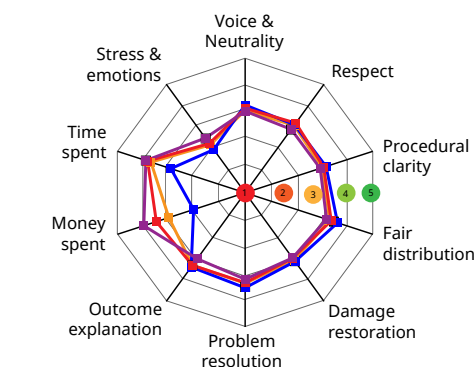 Voice &
Neutrality
Stress &
emotions
Respect
Time
spent
Procedural
clarity
1 2 3 4 5
Money
spent
Fair
distribution
Outcome
explanation
Damage
restoration
Problem
resolution